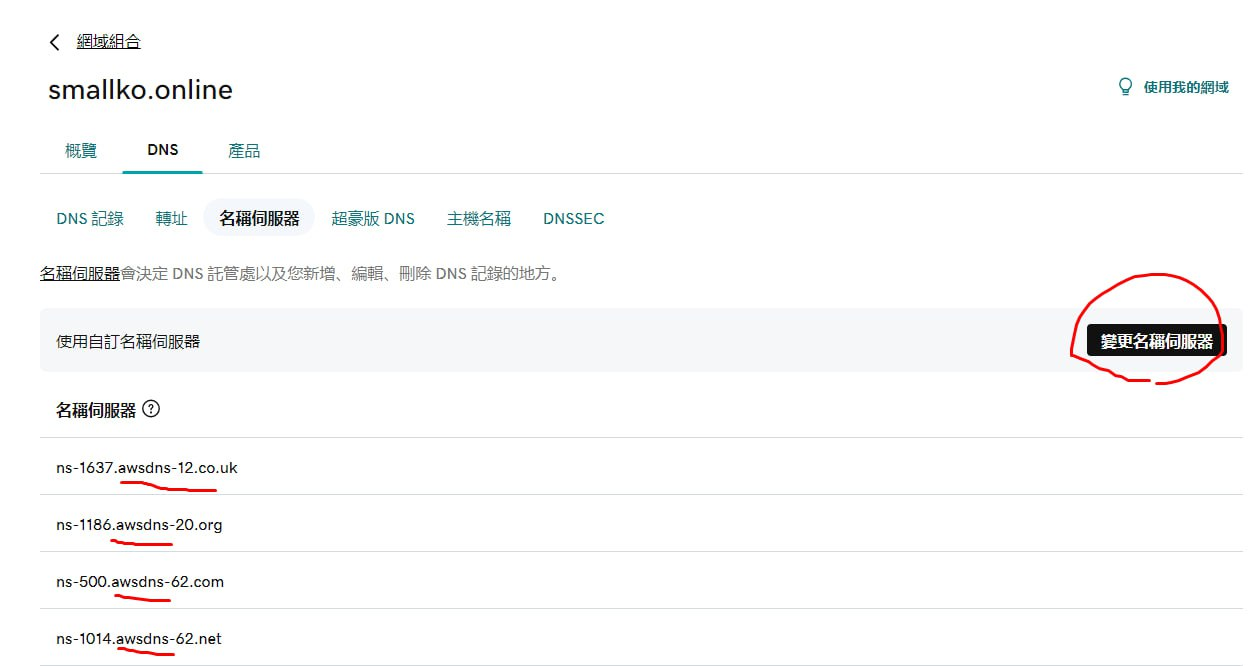 網域組合
smallko.online
使用我的網域
概覽 DNS 產品
DNS 記錄 轉址 名稱伺服器 超豪版 DNS 主機名稱 DNSSEC
名稱伺服器會決定 DNS 託管處以及您新增、編輯、刪除 DNS 記錄的地方。
使用自訂名稱伺服器 變更名稱伺服器
名稱伺服器 ?
ns-1637.awsdns-12.co.uk
ns-1186.awsdns-20.org
ns-500.awsdns-62.com
ns-1014.awsdns-62.net